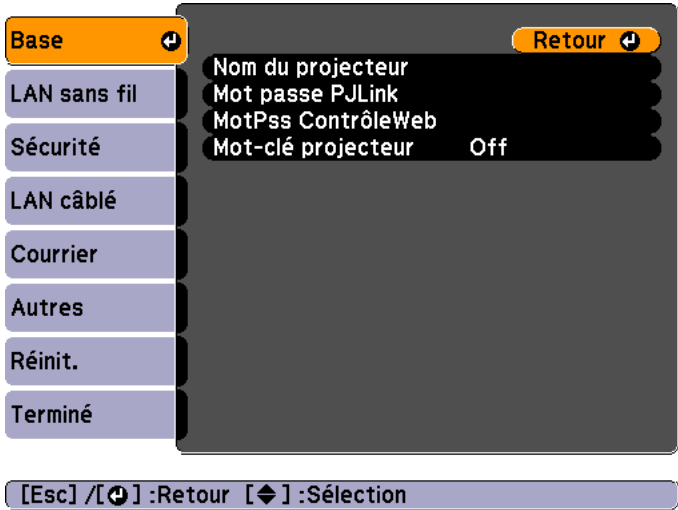 Base
LAN sans fil
Sécurité
LAN câblé
Courrier
Autres
Réinit.
Terminé
Retour
Nom du projecteur
Mot passe PJLink
MotPss ContrôleWeb
Mot-clé projecteur Off
[Esc] /[⏎] :Retour [◆] :Sélection